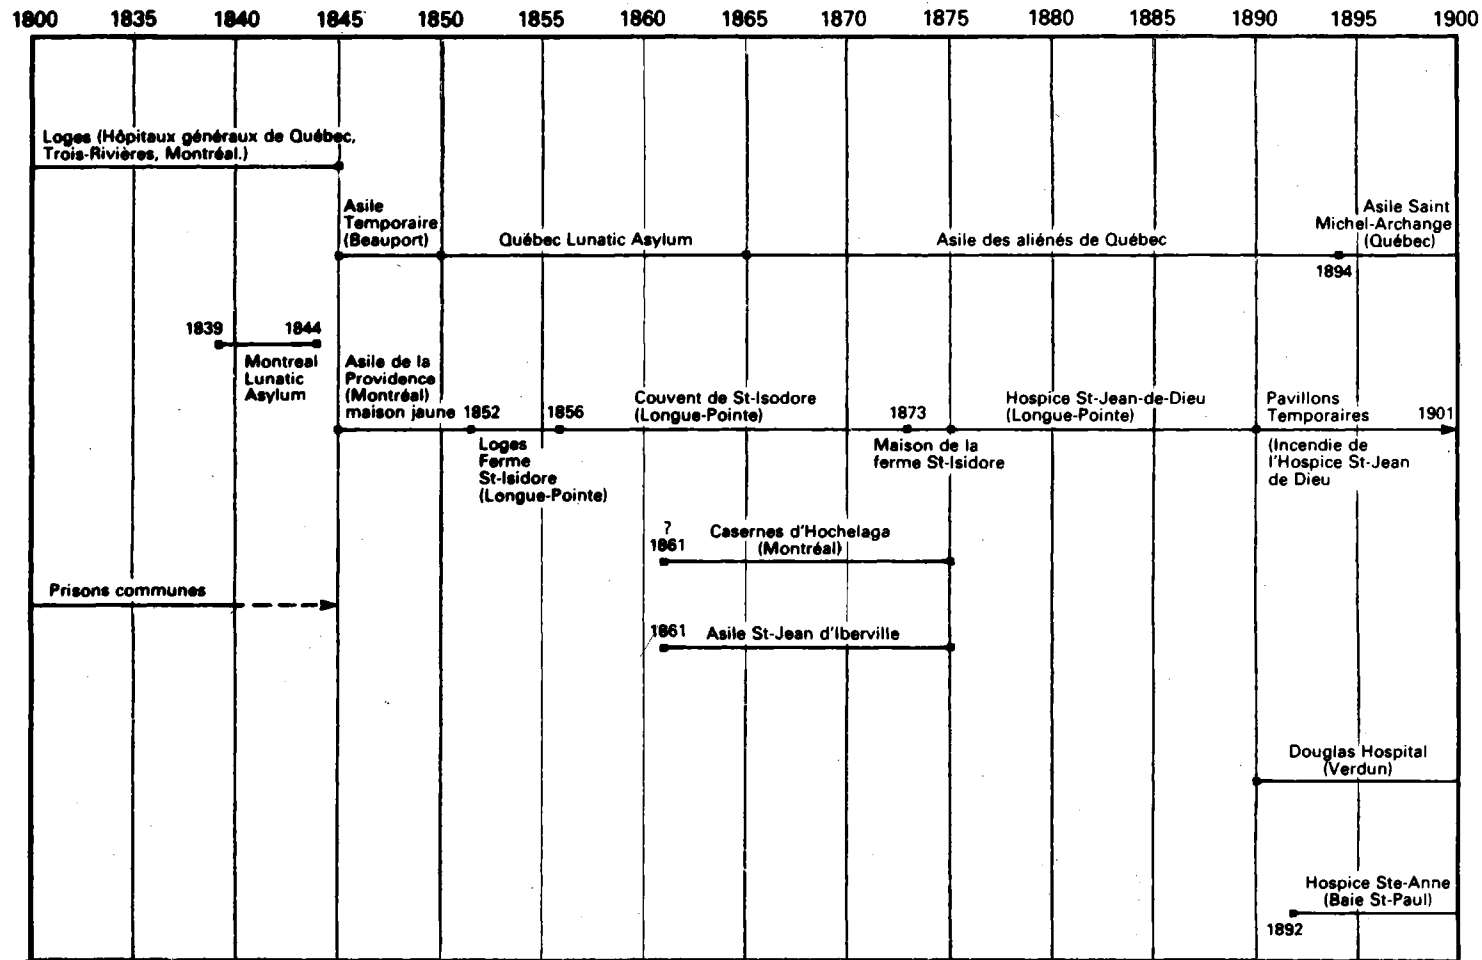 1800 1835 1840 1845 1850 1855 1860 1865 1870 1875 1880 1885 1890 1895 1900
Loges (Hôpitaux généraux de Québec,
Trois-Rivières, Montréal.)
Asile
Temporaire
(Beauport)
Québec Lunatic Asylum
Asile des aliénés de Québec
Asile Saint
Michel-Archange
(Québec)
1894
1839 1844
Montreal
Lunatic
Asylum
Asile de la
Providence
(Montréal)
maison jaune 1852
Loges
Ferme
St-Isidore
(Longue-Pointe)
1856
Couvent de St-Isodore
(Longue-Pointe)
1873
Maison de la
ferme St-Isidore
Hospice St-Jean-de-Dieu
(Longue-Pointe)
Pavillons
Temporaires
1901
(Incendie de
l'Hospice St-Jean
de Dieu
?
1861
Casernes d'Hochelaga
(Montréal)
Prisons communes
1861 Asile St-Jean d'Iberville
Douglas Hospital
(Verdun)
Hospice Ste-Anne
(Baie St-Paul)
1892